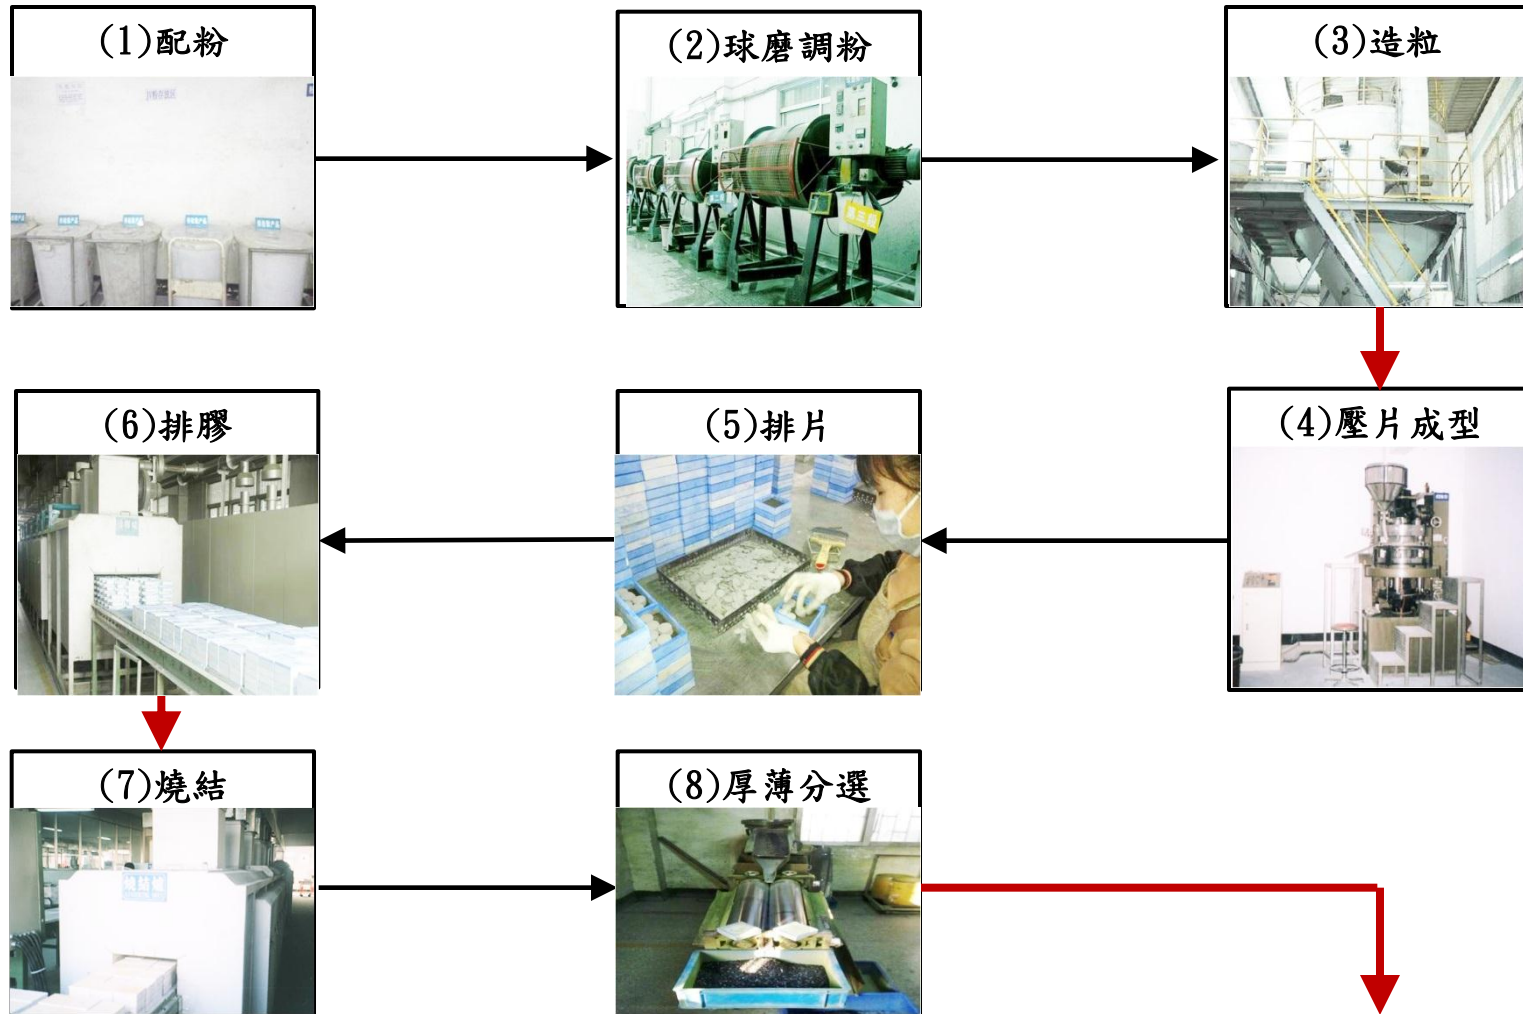 (1)配粉
(2)球磨調粉
(3)造粒
(6)排膠
(5)排片
(4)壓片成型
(7)燒結
(8)厚薄分選